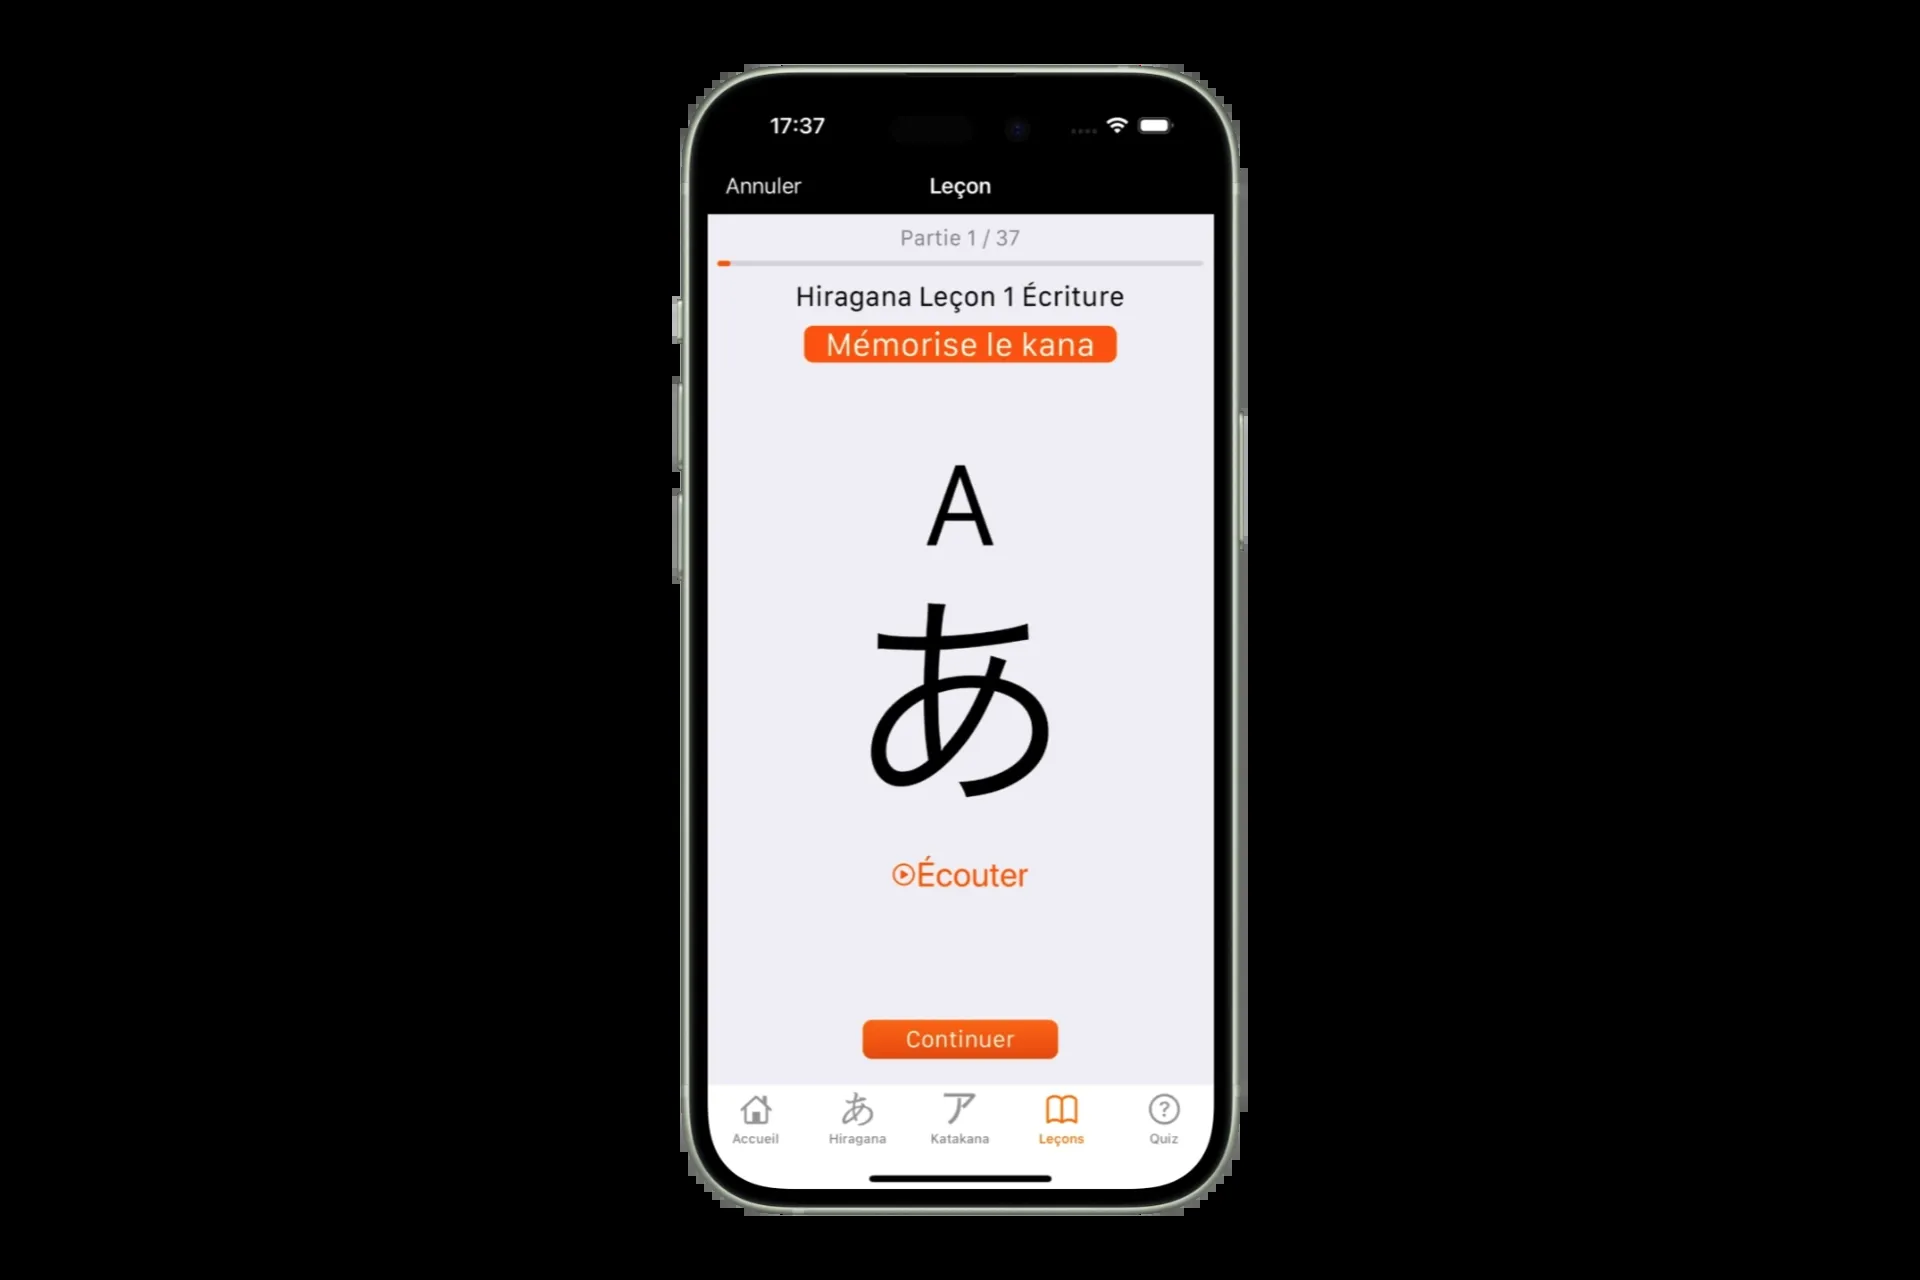 17:37
Annuler Leçon
Partie 1 / 37
Hiragana Leçon 1 Écriture
Mémorise le kana
A
あ
Écouter
Continuer
あ ア ?
Accueil Hiragana Katakana Leçons Quiz